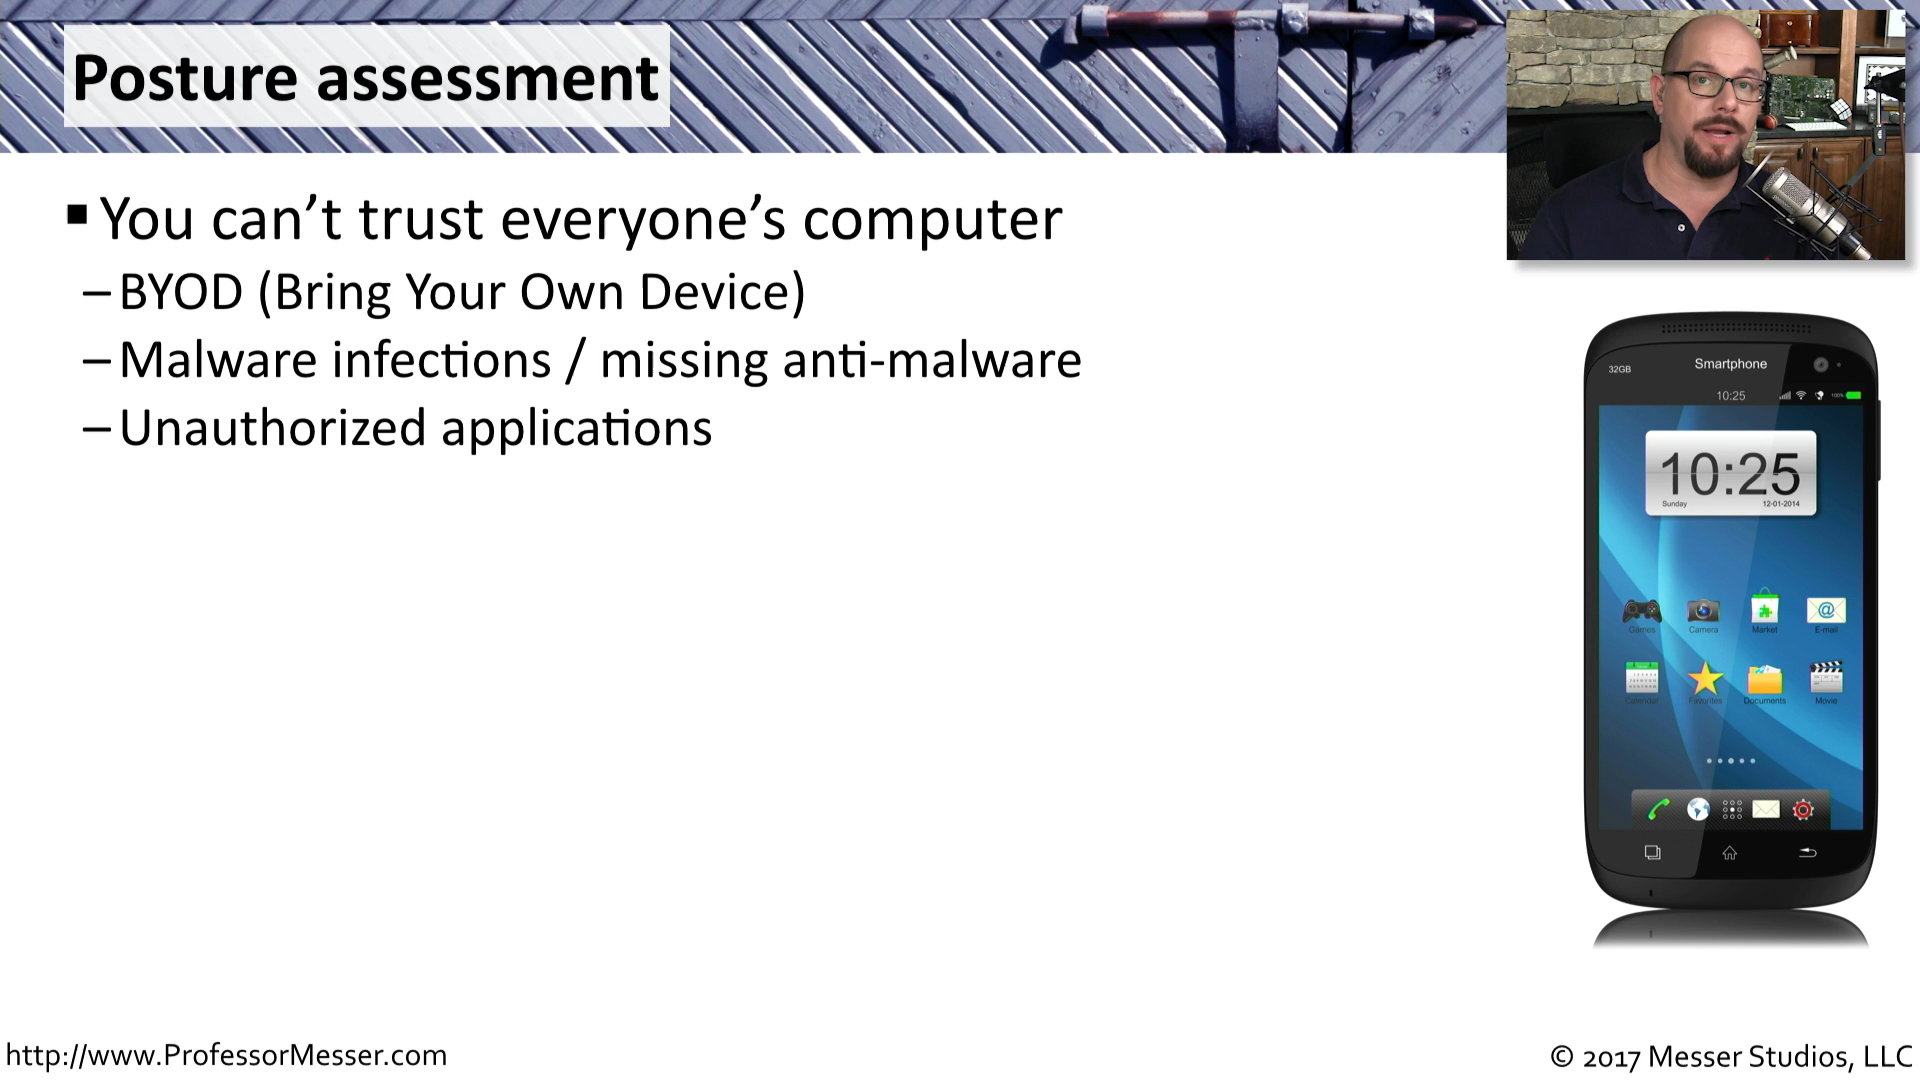 Posture assessment
▪ You can’t trust everyone’s computer
– BYOD (Bring Your Own Device)
– Malware infections / missing anti-malware
– Unauthorized applications
32GB
Smartphone
10:25
100%
10:25
Sunday 12-01-2014
Games Camera Market E-mail
Calendar Favorites Documents Movie
http://www.ProfessorMesser.com
© 2017 Messer Studios, LLC